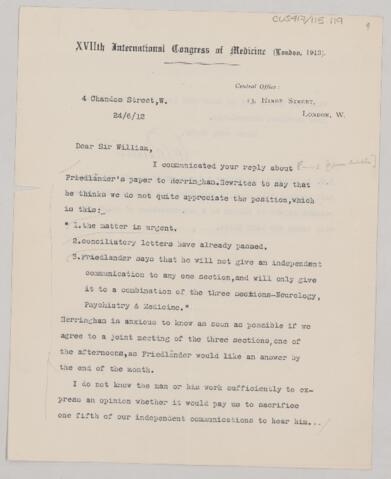 CUS417/115 119
XVIIth International Congress of Medicine (London, 1913).
Central Office:
4 Chandos Street,W.
13, HINDE STREET,
24/6/12
LONDON, W.
Dear Sir William,
I communicated your reply about
Friedländer's paper to Herringham.Hewrites to say that
he thinks we do not quite appreciate the position,which
is this:-
" 1.the matter is urgent.
2.conciliatory letters have already passed.
3.Friedlander says that he will not give an independent
communication to any one section,and will only give
it to a combination of the three sections-Neurology,
Psychiatry & Medicine."
Herringham is anxious to know as soon as possible if we
agree to a joint meeting of the three sections,one of
the afternoons,as Friedländer would like an answer by
the end of the month.
I do not know the man or his work sufficiently to ex-
press an opinion whether it would pay us to sacrifice
one fifth of our independent communications to hear him.../